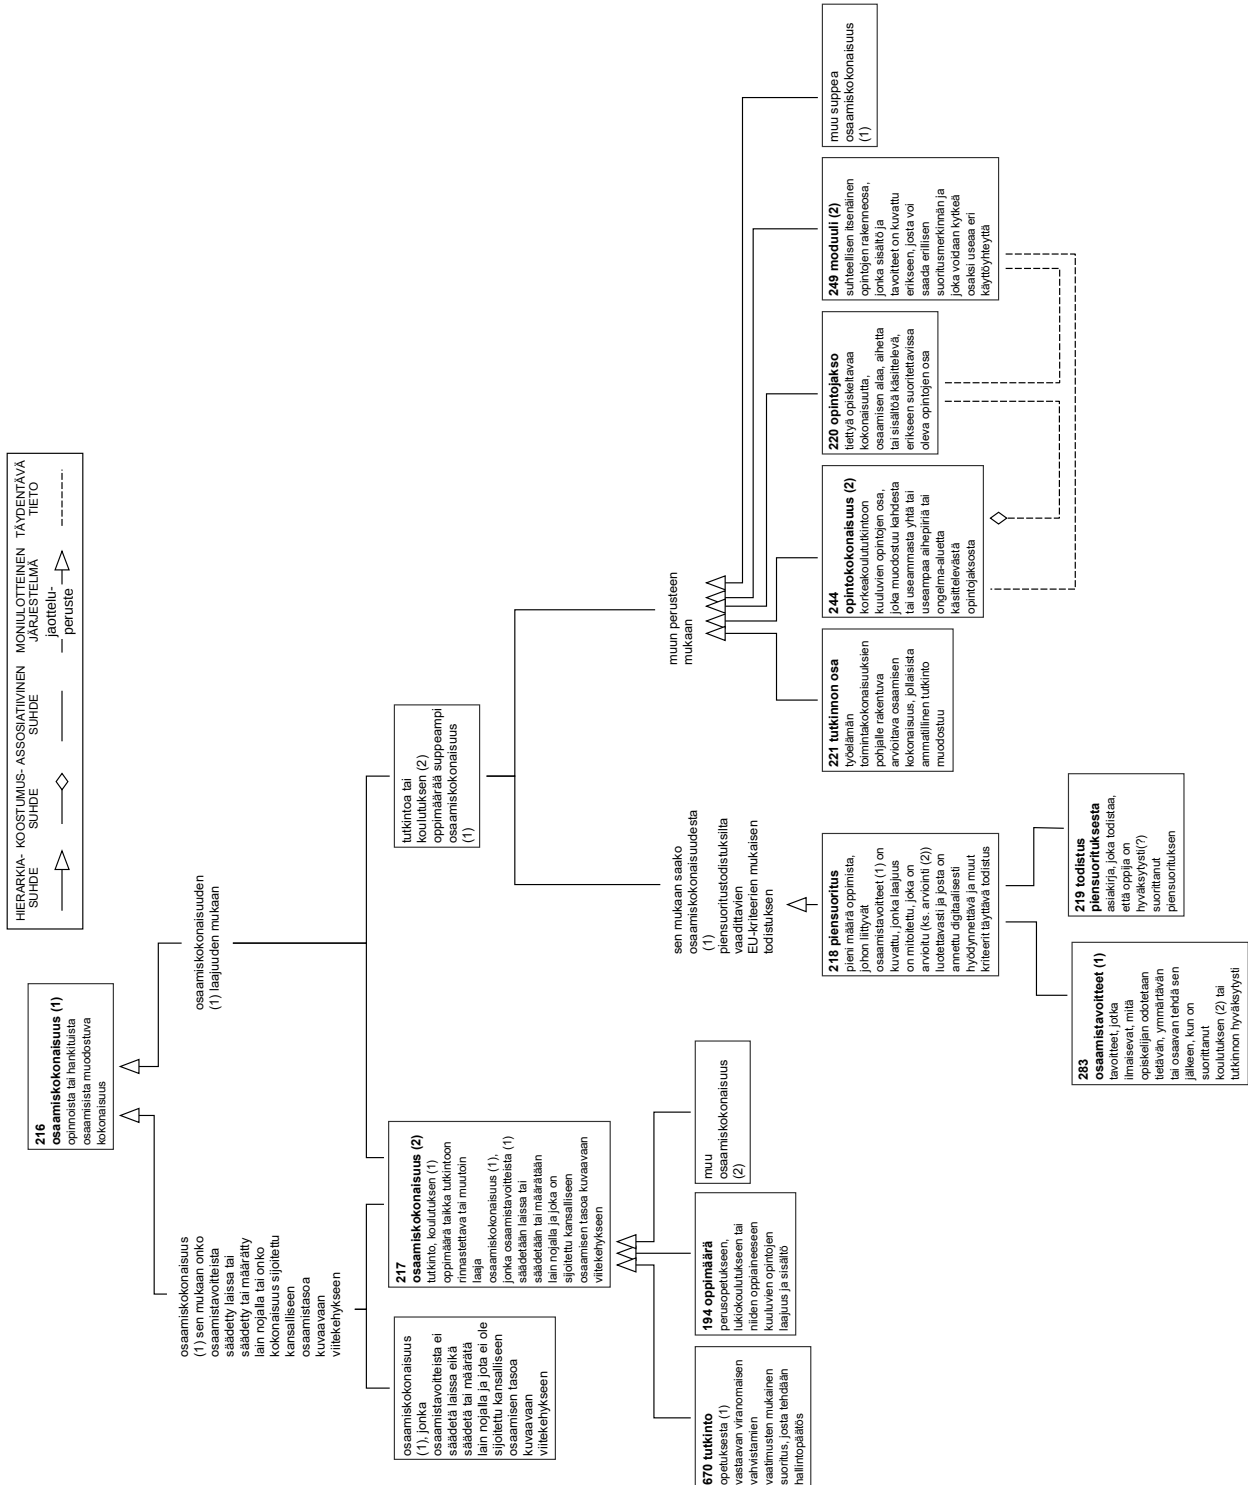 HIERARKIA-
SUHDE
KOOSTUMUS-
SUHDE
ASSOSIATIIVINEN
SUHDE
MONIULOTTEINEN
JÄRJESTELMÄ
jaottelu-
peruste
TÄYDENTÄVÄ
TIETO
216
osaamiskokonaisuus (1)
opinnoista tai hankituista
osaamisista muodostuva
kokonaisuus
osaamiskokonaisuus
(1) sen mukaan onko
osaamistavoitteista
säädetty laissa tai
säädetty tai määrätty
lain nojalla tai onko
kokonaisuus sijoitettu
kansalliseen
osaamistasoa
kuvaavaan
viitekehykseen
osaamiskokonaisuuden
(1) laajuuden mukaan
osaamiskokonaisuus
(1), jonka
osaamistavoitteista ei
säädetä laissa eikä
säädetä tai määrätä
lain nojalla ja jota ei ole
sijoitettu kansalliseen
osaamisen tasoa
kuvaavaan
viitekehykseen
217
osaamiskokonaisuus (2)
tutkinto, koulutuksen (1)
oppimäärä taikka tutkintoon
rinnastettava tai muutoin
laaja
osaamiskokonaisuus (1),
jonka osaamistavoitteista (1)
säädetään laissa tai
säädetään tai määrätään
lain nojalla ja joka on
sijoitettu kansalliseen
osaamisen tasoa kuvaavaan
viitekehykseen
tutkintoa tai
koulutuksen (2)
oppimäärää suppeampi
osaamiskokonaisuus
(1)
670 tutkinto
opetuksesta (1)
vastaavan viranomaisen
vahvistamien
vaatimusten mukainen
suoritus, josta tehdään
hallintopäätös
194 oppimäärä
perusopetukseen,
lukiokoulutukseen tai
niiden oppiaineeseen
kuuluvien opintojen
laajuus ja sisältö
muu
osaamiskokonaisuus
(2)
sen mukaan saako
osaamiskokonaisuudesta
(1)
piensuoritustodistuksilta
vaadittavien
EU-kriteerien mukaisen
todistuksen
muun perusteen
mukaan
218 piensuoritus
pieni määrä oppimista,
johon liittyvät
osaamistavoitteet (1) on
kuvattu, jonka laajuus
on mitoitettu, joka on
arvioitu (ks. arviointi (2))
luotettavasti ja josta on
annettu digitaalisesti
hyödynnettävä ja muut
kriteerit täyttävä todistus
221 tutkinnon osa
työelämän
toimintakokonaisuuksien
pohjalle rakentuva
arvioitava osaamisen
kokonaisuus, jollaisista
ammatillinen tutkinto
muodostuu
244
opintokokonaisuus (2)
korkeakoulututkintoon
kuuluvien opintojen osa,
joka muodostuu kahdesta
tai useammasta yhtä tai
useampaa aihepiiriä tai
ongelma-aluetta
käsittelevästä
opintojaksosta
220 opintojakso
tiettyä opiskeltavaa
kokonaisuutta,
osaamisen alaa, aihetta
tai sisältöä käsittelevä,
erikseen suoritettavissa
oleva opintojen osa
249 moduuli (2)
suhteellisen itsenäinen
opintojen rakenneosa,
jonka sisältö ja
tavoitteet on kuvattu
erikseen, josta voi
saada erillisen
suoritusmerkinnän ja
joka voidaan kytkeä
osaksi useaa eri
käyttöyhteyttä
muu suppea
osaamiskokonaisuus
(1)
283
osaamistavoitteet (1)
tavoitteet, jotka
ilmaisevat, mitä
opiskelijan odotetaan
tietävän, ymmärtävän
tai osaavan tehdä sen
jälkeen, kun on
suorittanut
koulutuksen (2) tai
tutkinnon hyväksytysti
219 todistus
piensuorituksesta
asiakirja, joka todistaa,
että oppija on
hyväksytysti(?)
suorittanut
piensuorituksen